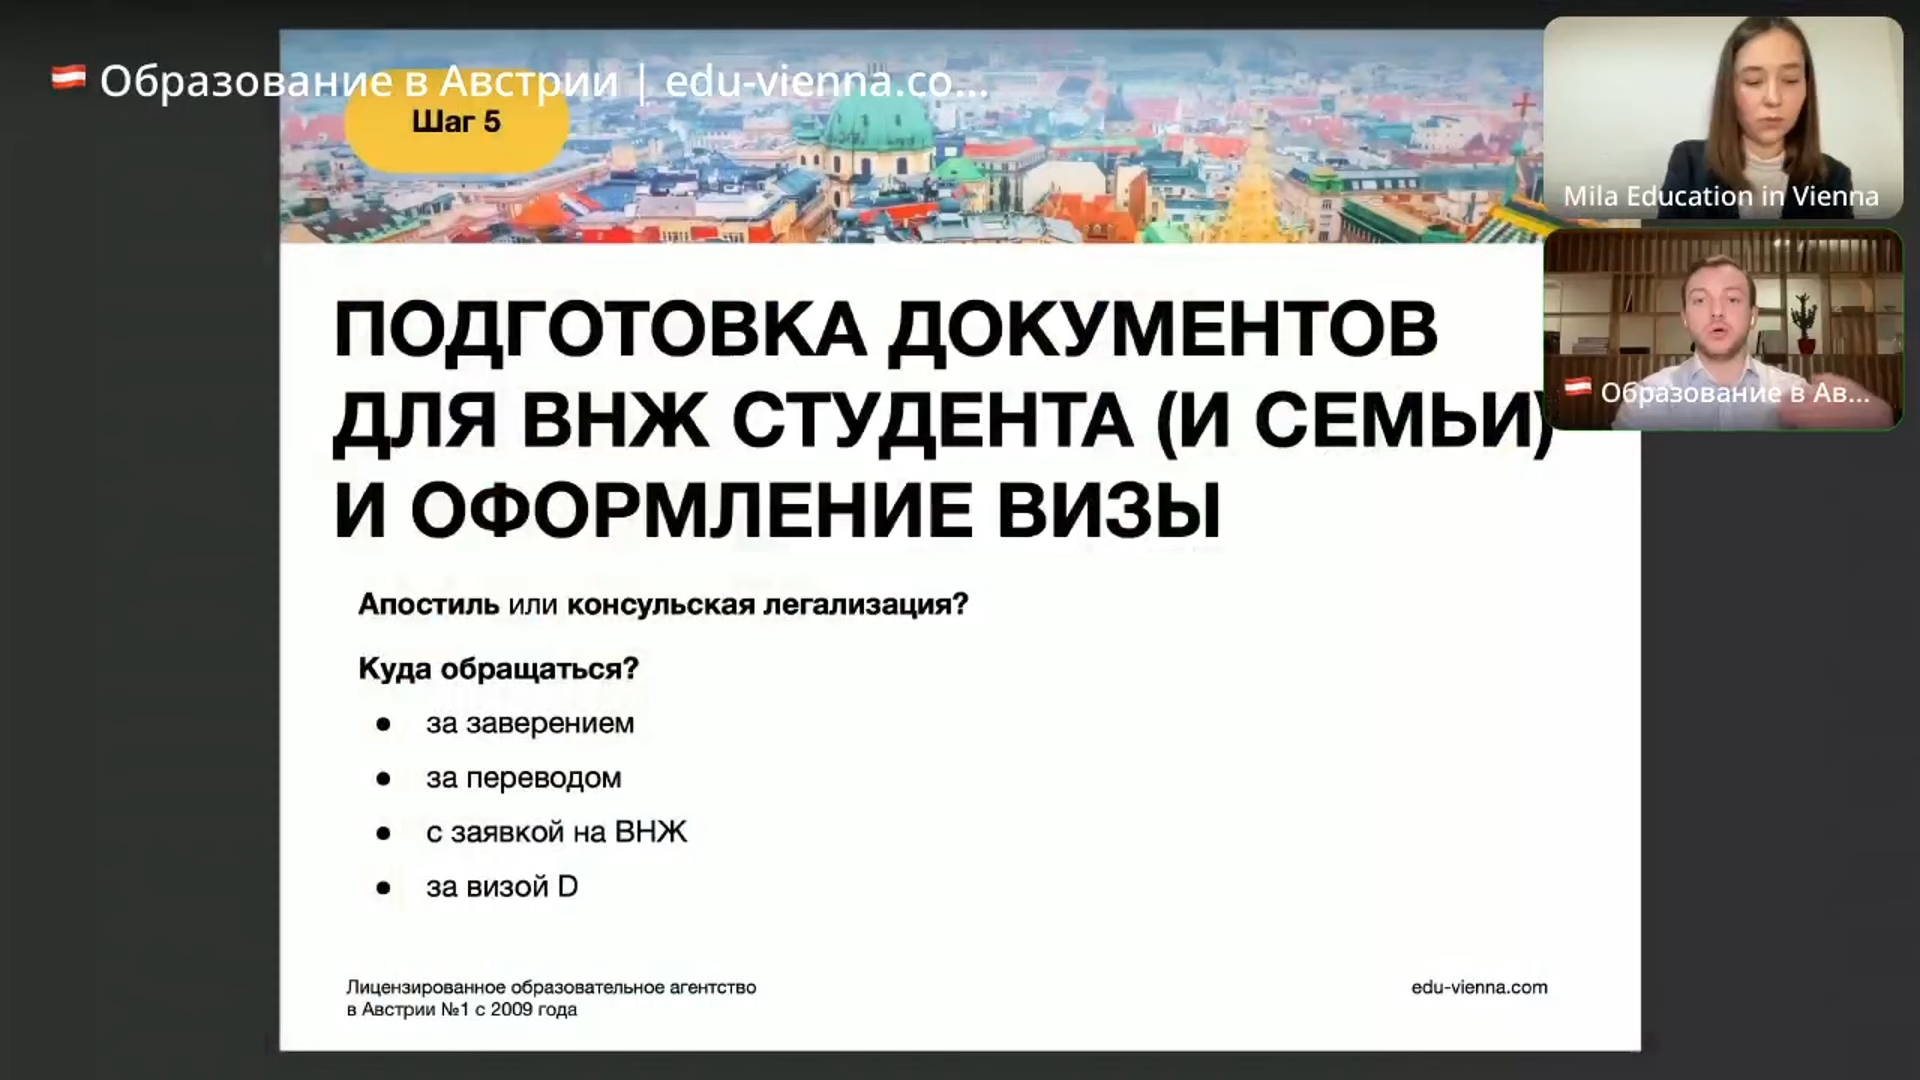 Образование в Австрии | edu-vienna.co...
Шаг 5
Mila Education in Vienna
Образование в Ав...
ПОДГОТОВКА ДОКУМЕНТОВ
ДЛЯ ВНЖ СТУДЕНТА (И СЕМЬИ)
И ОФОРМЛЕНИЕ ВИЗЫ
Апостиль или консульская легализация?
Куда обращаться?
● за заверением
● за переводом
● с заявкой на ВНЖ
● за визой D
Лицензированное образовательное агентство
в Австрии №1 с 2009 года
edu-vienna.com